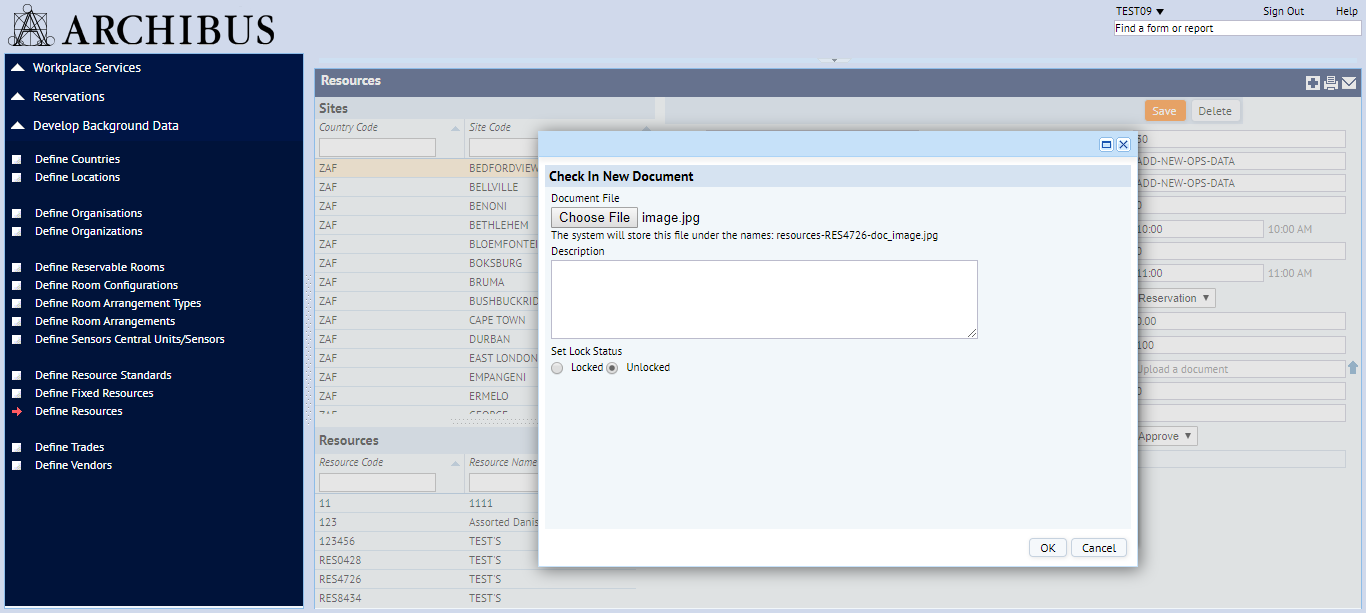 ARCHIBUS
TEST09 ▼ Sign Out Help
Find a form or report
Workplace Services
Reservations
Develop Background Data
Define Countries
Define Locations
Define Organisations
Define Organizations
Define Reservable Rooms
Define Room Configurations
Define Room Arrangement Types
Define Room Arrangements
Define Sensors Central Units/Sensors
Define Resource Standards
Define Fixed Resources
Define Resources
Define Trades
Define Vendors
Resources
Sites
Country Code Site Code
ZAF BEDFORDVIEW
ZAF BELLVILLE
ZAF BENONI
ZAF BETHLEHEM
ZAF BLOEMFONTEI
ZAF BOKSBURG
ZAF BRUMA
ZAF BUSHBUCKRID
ZAF CAPE TOWN
ZAF DURBAN
ZAF EAST LONDON
ZAF EMPANGENI
ZAF ERMELO
ZAF GEORGE
Resources
Resource Code Resource Name
11 1111
123 Assorted Danis
123456 TEST'S
RES0428 TEST'S
RES4726 TEST'S
RES8434 TEST'S
Save Delete
30
ADD-NEW-OPS-DATA
ADD-NEW-OPS-DATA
0
10:00 10:00 AM
0
11:00 11:00 AM
Reservation ▼
0.00
100
Upload a document
0
Approve ▼
Check In New Document
Document File
Choose File image.jpg
The system will store this file under the names: resources-RES4726-doc_image.jpg
Description
Set Lock Status
Locked Unlocked
OK Cancel